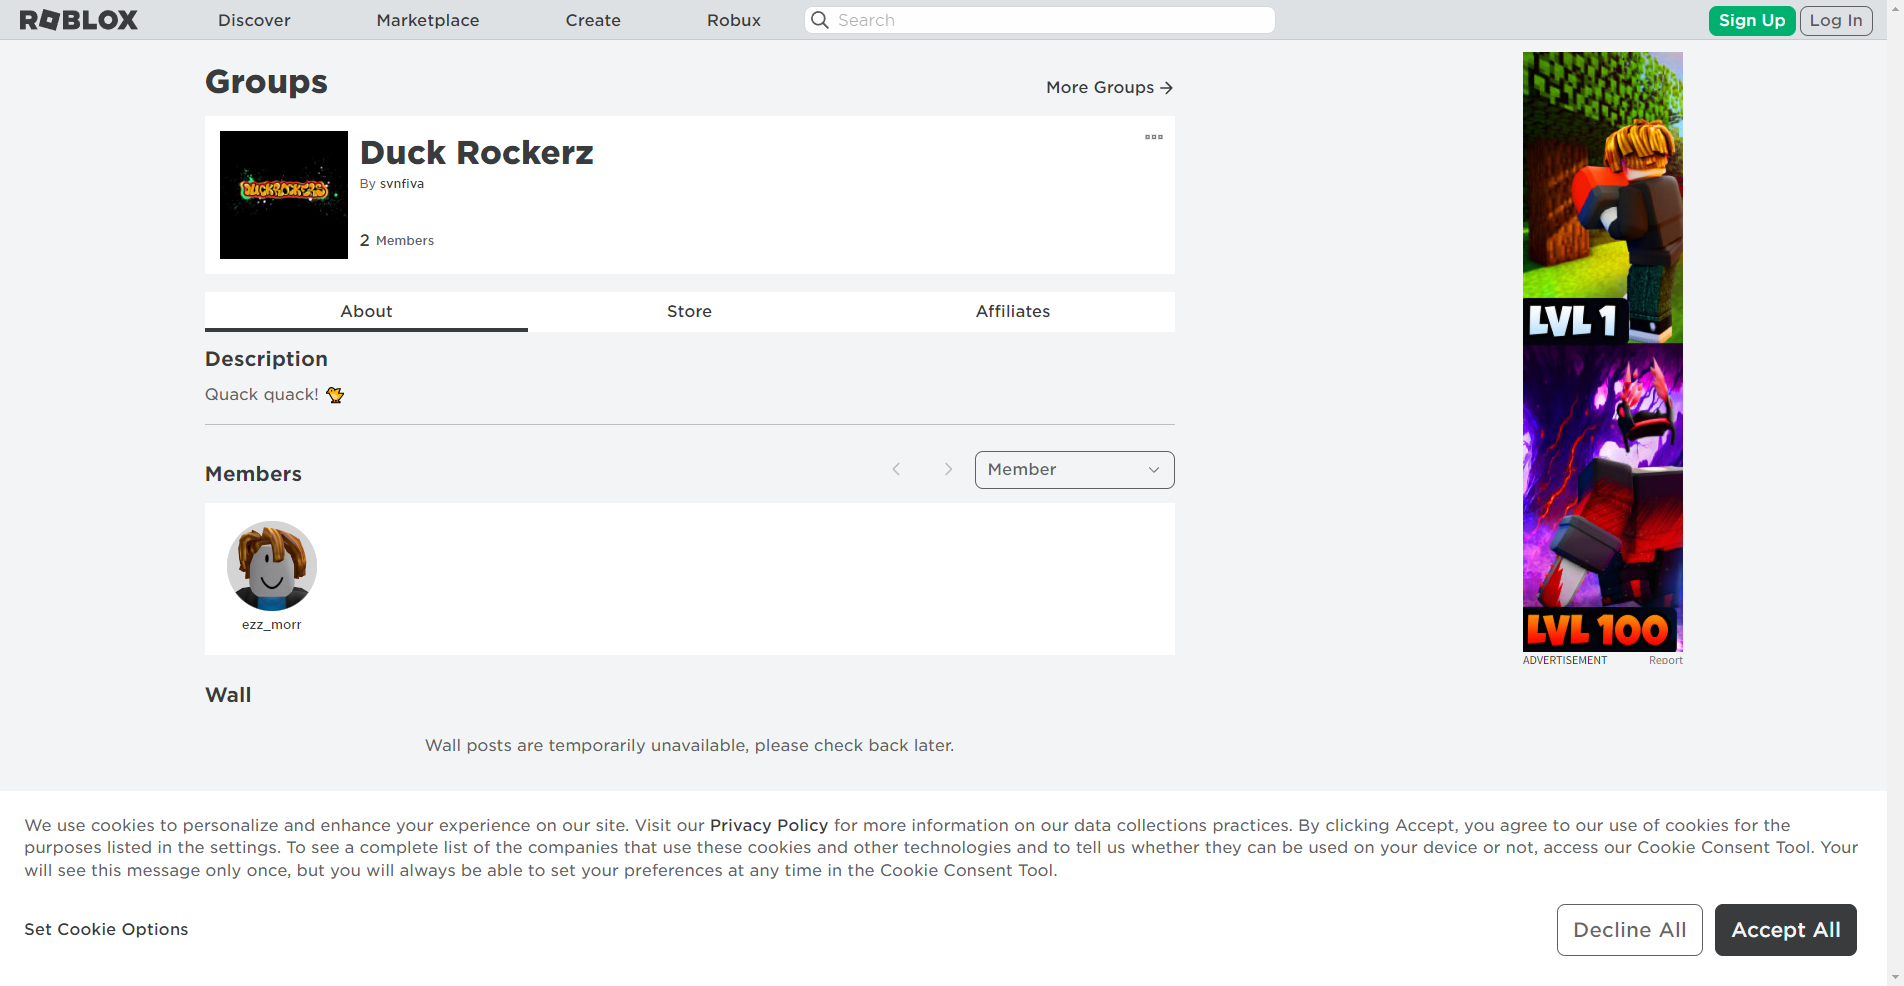 ROBLOX
Discover
Marketplace
Create
Robux
Search
Sign Up
Log In
Groups
More Groups
DUCKROCKERS
Duck Rockerz
By svnfiva
2 Members
About
Store
Affiliates
Description
Quack quack! 🐤
Members
Member
ezz_morr
Wall
Wall posts are temporarily unavailable, please check back later.
LVL 1
LVL 100
ADVERTISEMENT
Report
We use cookies to personalize and enhance your experience on our site. Visit our Privacy Policy for more information on our data collections practices. By clicking Accept, you agree to our use of cookies for the
purposes listed in the settings. To see a complete list of the companies that use these cookies and other technologies and to tell us whether they can be used on your device or not, access our Cookie Consent Tool. Your
will see this message only once, but you will always be able to set your preferences at any time in the Cookie Consent Tool.
Set Cookie Options
Decline All
Accept All